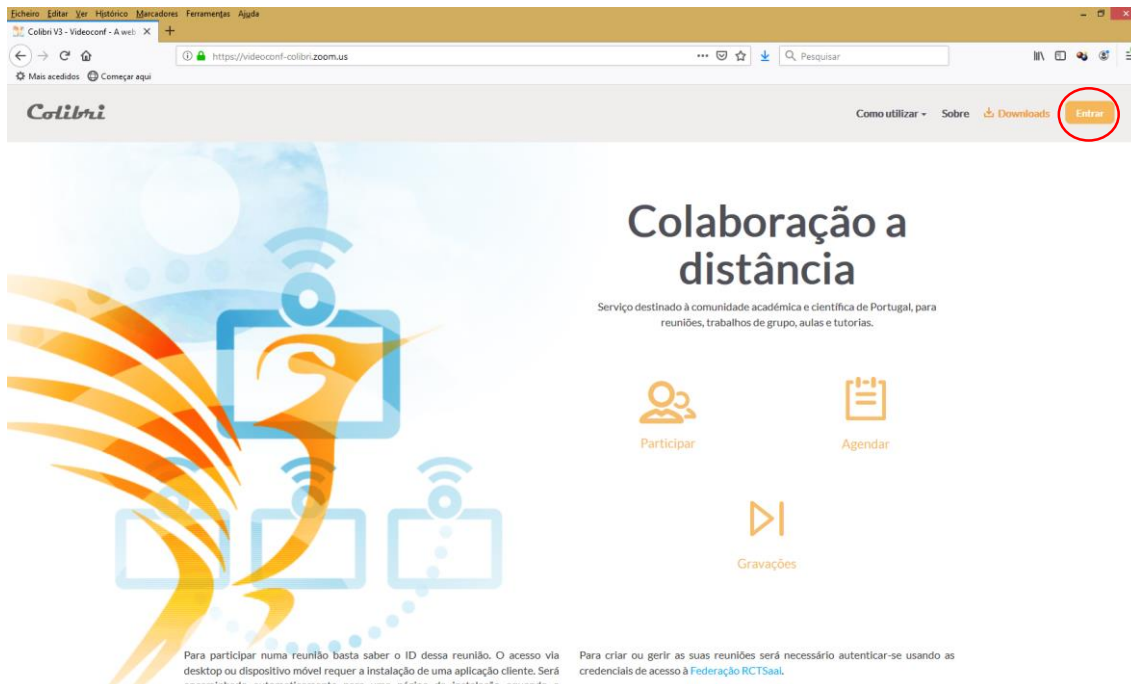 Ficheiro Editar Ver Histórico Marcadores Ferramentas Ajuda
Colibri V3 - Videoconf - A web
https://videoconf-colibri.zoom.us
Pesquisar
Mais acedidos Começar aqui
Colibri
Como utilizar Sobre Downloads Entrar
Colaboração a
distância
Serviço destinado à comunidade académica e científica de Portugal, para
reuniões, trabalhos de grupo, aulas e tutorias.
Participar
Agendar
Gravações
Para participar numa reunião basta saber o ID dessa reunião. O acesso via
desktop ou dispositivo móvel requer a instalação de uma aplicação cliente. Será
Para criar ou gerir as suas reuniões será necessário autenticar-se usando as
credenciais de acesso à Federação RCTSaai.